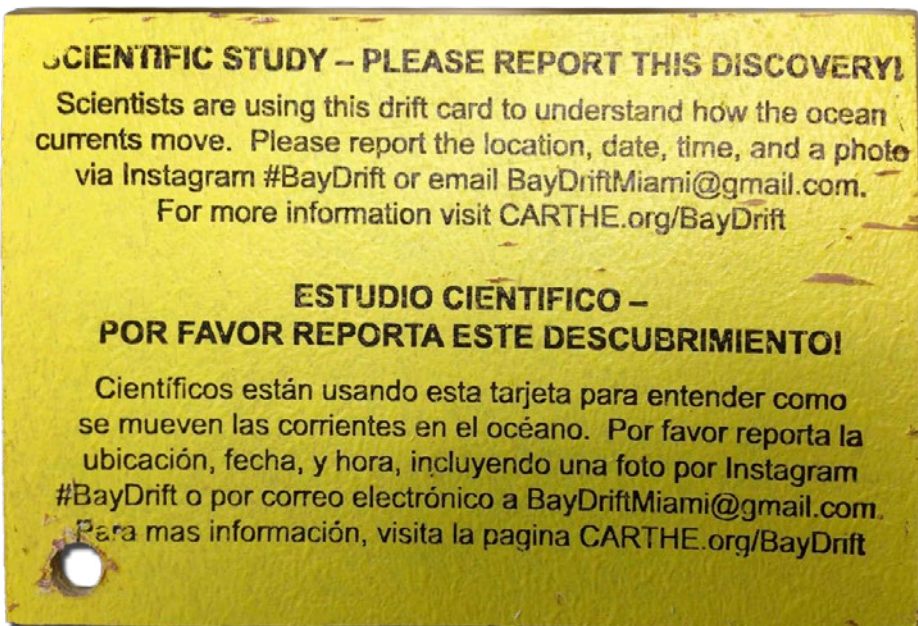 SCIENTIFIC STUDY – PLEASE REPORT THIS DISCOVERY!
Scientists are using this drift card to understand how the ocean
currents move. Please report the location, date, time, and a photo
via Instagram #BayDrift or email BayDriftMiami@gmail.com.
For more information visit CARTHE.org/BayDrift
ESTUDIO CIENTIFICO –
POR FAVOR REPORTA ESTE DESCUBRIMIENTO!
Científicos están usando esta tarjeta para entender como
se mueven las corrientes en el océano. Por favor reporta la
ubicación, fecha, y hora, incluyendo una foto por Instagram
#BayDrift o por correo electrónico a BayDriftMiami@gmail.com.
Para mas información, visita la pagina CARTHE.org/BayDrift